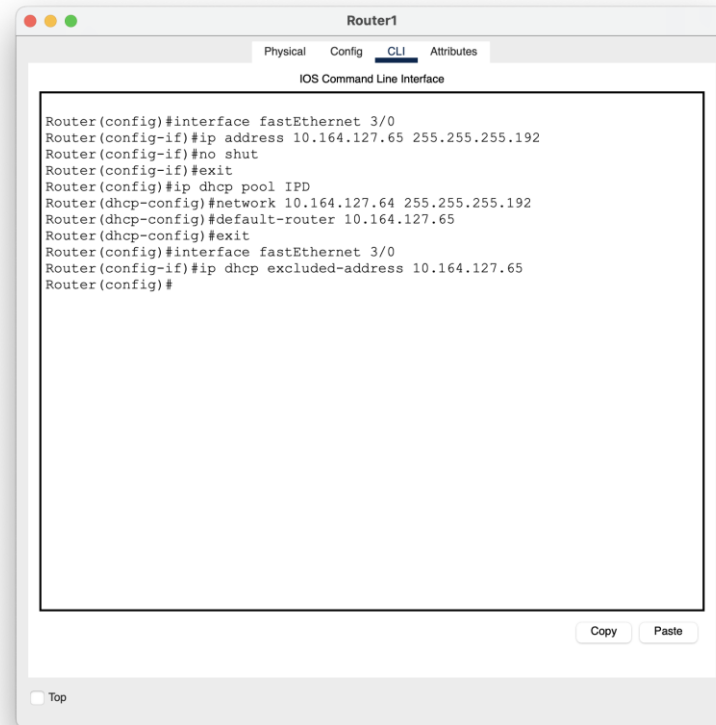 Router1
Physical Config CLI Attributes
IOS Command Line Interface
Router(config)#interface fastEthernet 3/0
Router(config-if)#ip address 10.164.127.65 255.255.255.192
Router(config-if)#no shut
Router(config-if)#exit
Router(config)#ip dhcp pool IPD
Router(dhcp-config)#network 10.164.127.64 255.255.255.192
Router(dhcp-config)#default-router 10.164.127.65
Router(dhcp-config)#exit
Router(config)#interface fastEthernet 3/0
Router(config-if)#ip dhcp excluded-address 10.164.127.65
Router(config)#
Copy Paste
Top